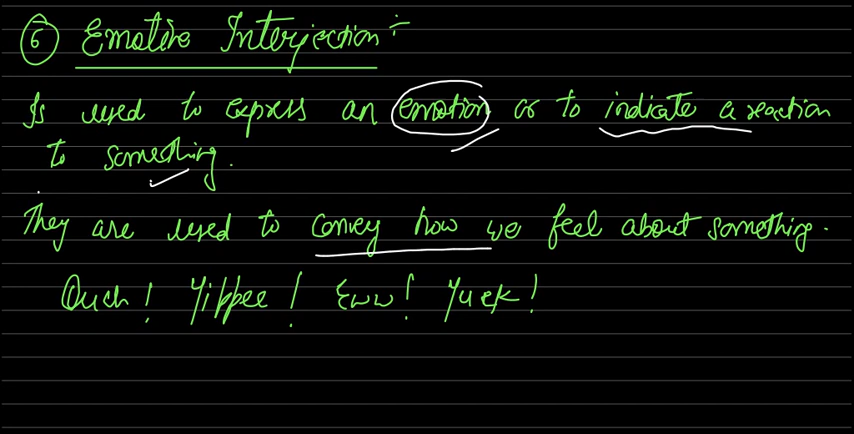 ⑥ Emotive Interjection :-
Is used to express an emotion or to indicate a reaction
to something.
They are used to convey how we feel about something.
Ouch! Yippee! Eww! Yuck!